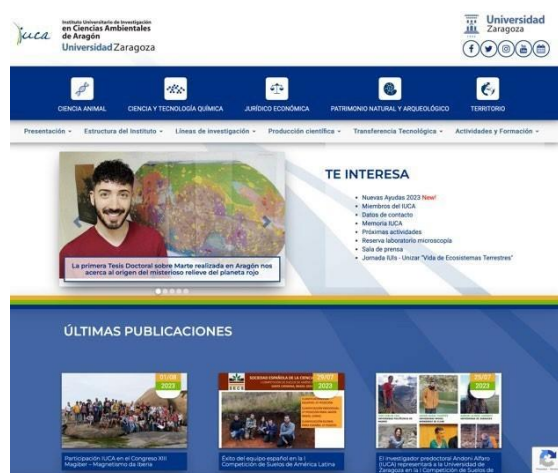 iuca
Instituto Universitario de Investigación
en Ciencias Ambientales
de Aragón
Universidad Zaragoza
Universidad
Zaragoza
CIENCIA ANIMAL
CIENCIA Y TECNOLOGÍA QUÍMICA
JURÍDICO ECONÓMICA
PATRIMONIO NATURAL Y ARQUEOLÓGICO
TERRITORIO
Presentación
Estructura del Instituto
Líneas de investigación
Producción científica
Transferencia Tecnológica
Actividades y Formación
La primera Tesis Doctoral sobre Marte realizada en Aragón nos
acerca al origen del misterioso relieve del planeta rojo
TE INTERESA
Nuevas Ayudas 2023 New!
Miembros del IUCA
Datos de contacto
Memoria IUCA
Próximas actividades
Reserva laboratorio microscopía
Sala de prensa
Jornada IUIs - Unizar "Vida de Ecosistemas Terrestres"
ÚLTIMAS PUBLICACIONES
01/08
2023
Participación IUCA en el Congreso XIII
Magiber – Magnetismo da Iberia
SOCIEDAD ESPAÑOLA DE LA CIENCIA
29/07
2023
Éxito del equipo español en la I
Competición de Suelos de América Latina
25/07
2023
El investigador predoctoral Andoni Alfaro
(IUCA) representará a la Universidad de
Zaragoza en la I Competición de Suelos de